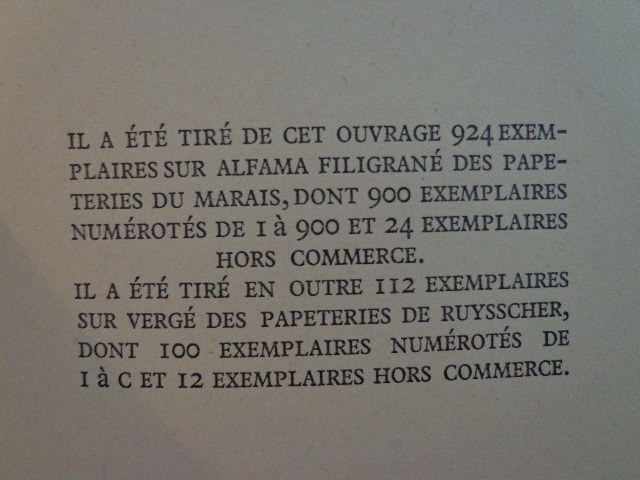 IL A ÉTÉ TIRÉ DE CET OUVRAGE 924 EXEM-
PLAIRES SUR ALFAMA FILIGRANÉ DES PAPE-
TERIES DU MARAIS, DONT 900 EXEMPLAIRES
NUMÉROTÉS DE 1 à 900 ET 24 EXEMPLAIRES
HORS COMMERCE.
IL A ÉTÉ TIRÉ EN OUTRE 112 EXEMPLAIRES
SUR VERGÉ DES PAPETERIES DE RUYSSCHER,
DONT 100 EXEMPLAIRES NUMÉROTÉS DE
I à C ET 12 EXEMPLAIRES HORS COMMERCE.